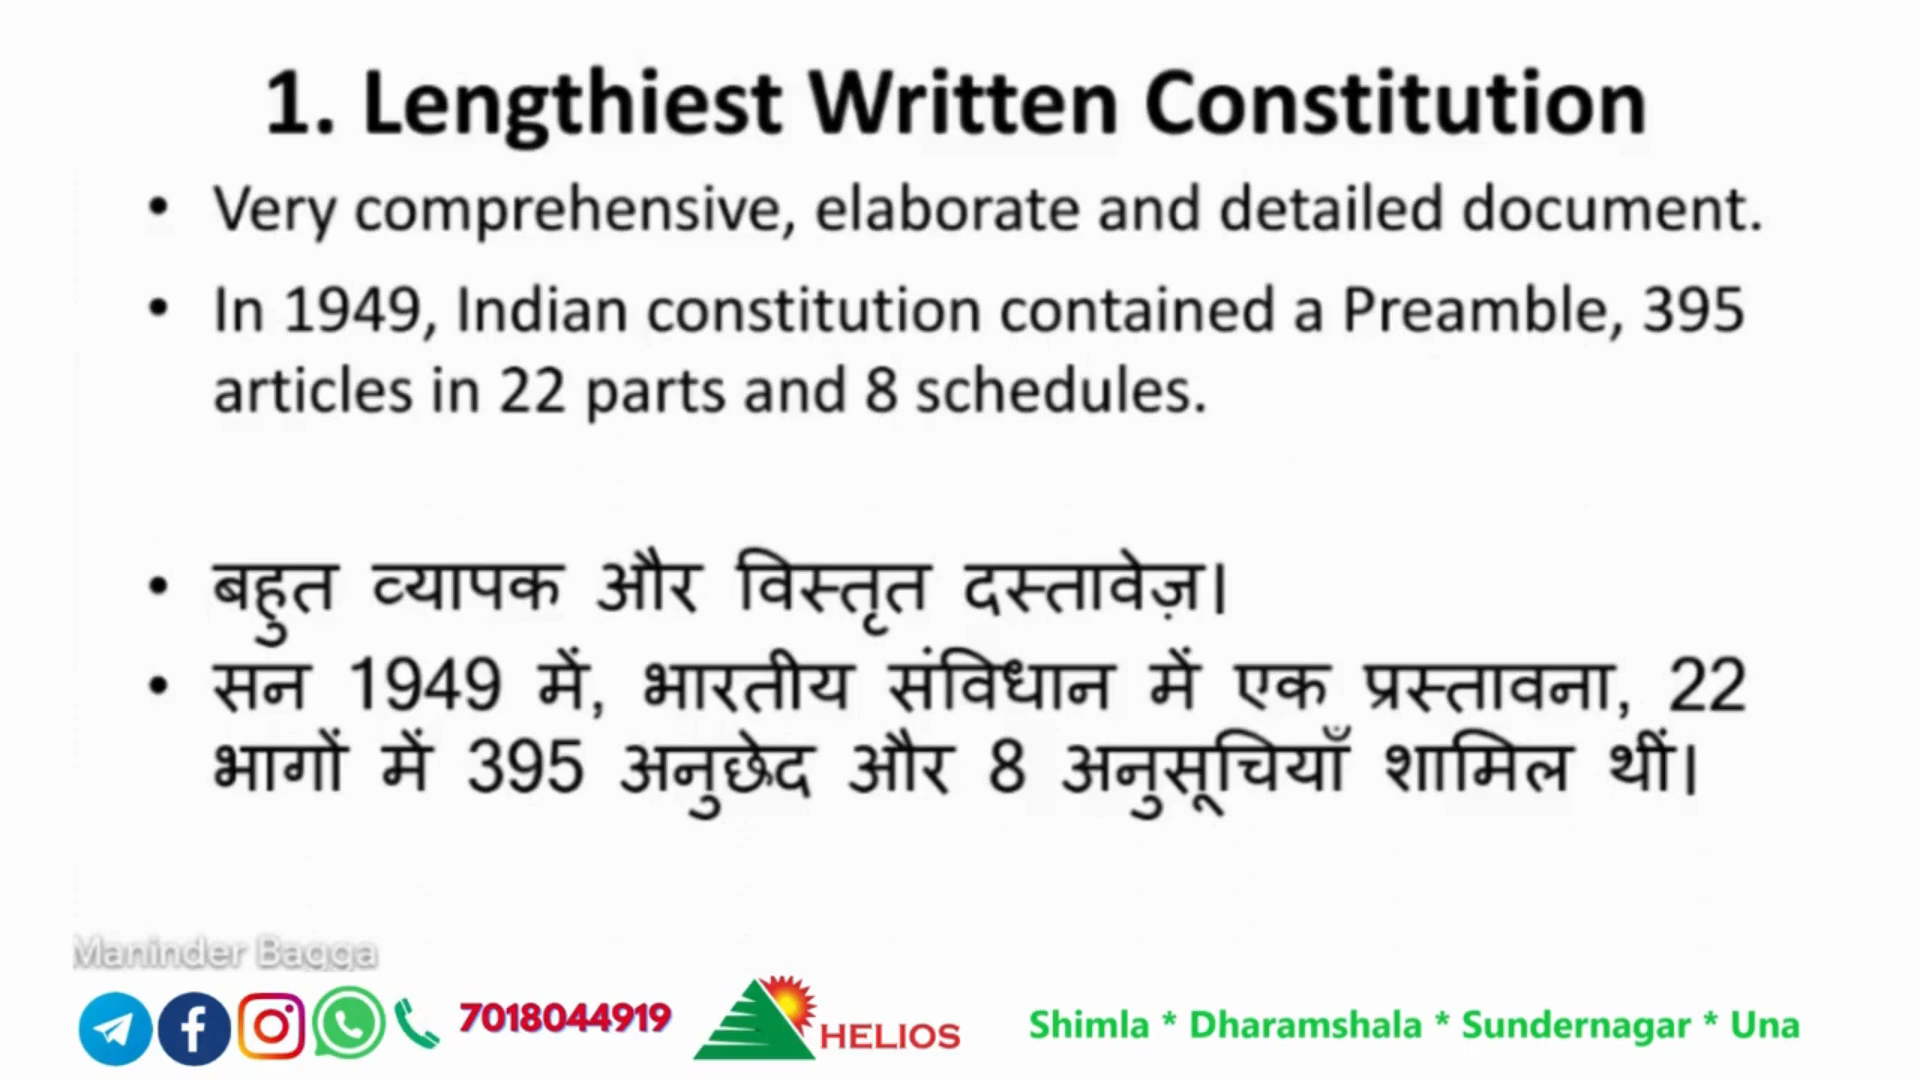 1. Lengthiest Written Constitution
• Very comprehensive, elaborate and detailed document.
• In 1949, Indian constitution contained a Preamble, 395
articles in 22 parts and 8 schedules.
• बहुत व्यापक और विस्तृत दस्तावेज़।
• सन 1949 में, भारतीय संविधान में एक प्रस्तावना, 22
भागों में 395 अनुछेद और 8 अनुसूचियाँ शामिल थीं।
Maninder Bagga
7018044919
HELIOS
Shimla * Dharamshala * Sundernagar * Una